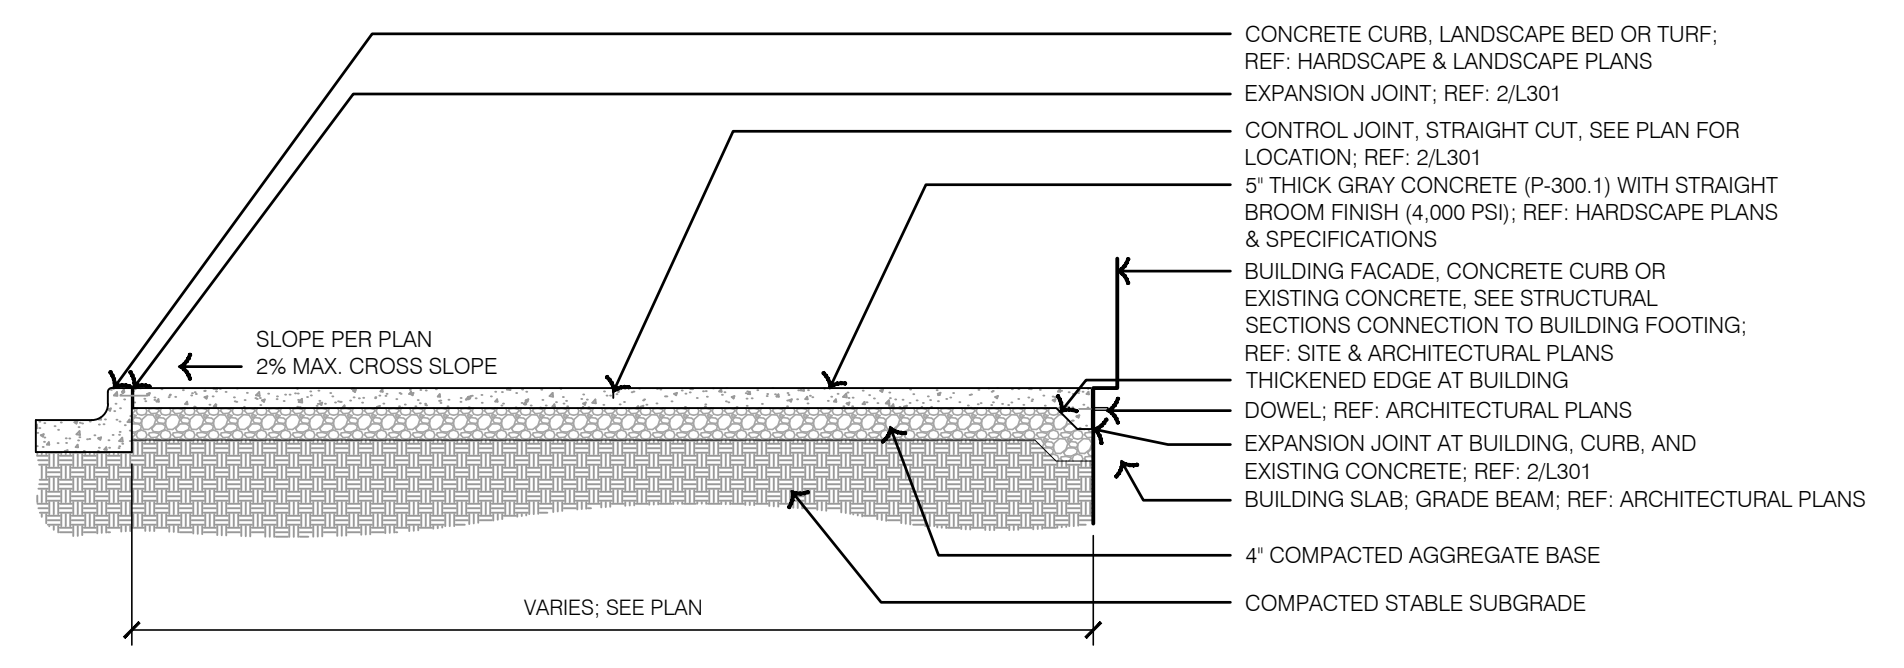 CONCRETE CURB, LANDSCAPE BED OR TURF;
REF: HARDSCAPE & LANDSCAPE PLANS
EXPANSION JOINT; REF: 2/L301
CONTROL JOINT, STRAIGHT CUT, SEE PLAN FOR
LOCATION; REF: 2/L301
5" THICK GRAY CONCRETE (P-300.1) WITH STRAIGHT
BROOM FINISH (4,000 PSI); REF: HARDSCAPE PLANS
& SPECIFICATIONS
BUILDING FACADE, CONCRETE CURB OR
EXISTING CONCRETE, SEE STRUCTURAL
SECTIONS CONNECTION TO BUILDING FOOTING;
REF: SITE & ARCHITECTURAL PLANS
SLOPE PER PLAN
2% MAX. CROSS SLOPE
THICKENED EDGE AT BUILDING
DOWEL; REF: ARCHITECTURAL PLANS
EXPANSION JOINT AT BUILDING, CURB, AND
EXISTING CONCRETE; REF: 2/L301
BUILDING SLAB; GRADE BEAM; REF: ARCHITECTURAL PLANS
4" COMPACTED AGGREGATE BASE
COMPACTED STABLE SUBGRADE
VARIES; SEE PLAN